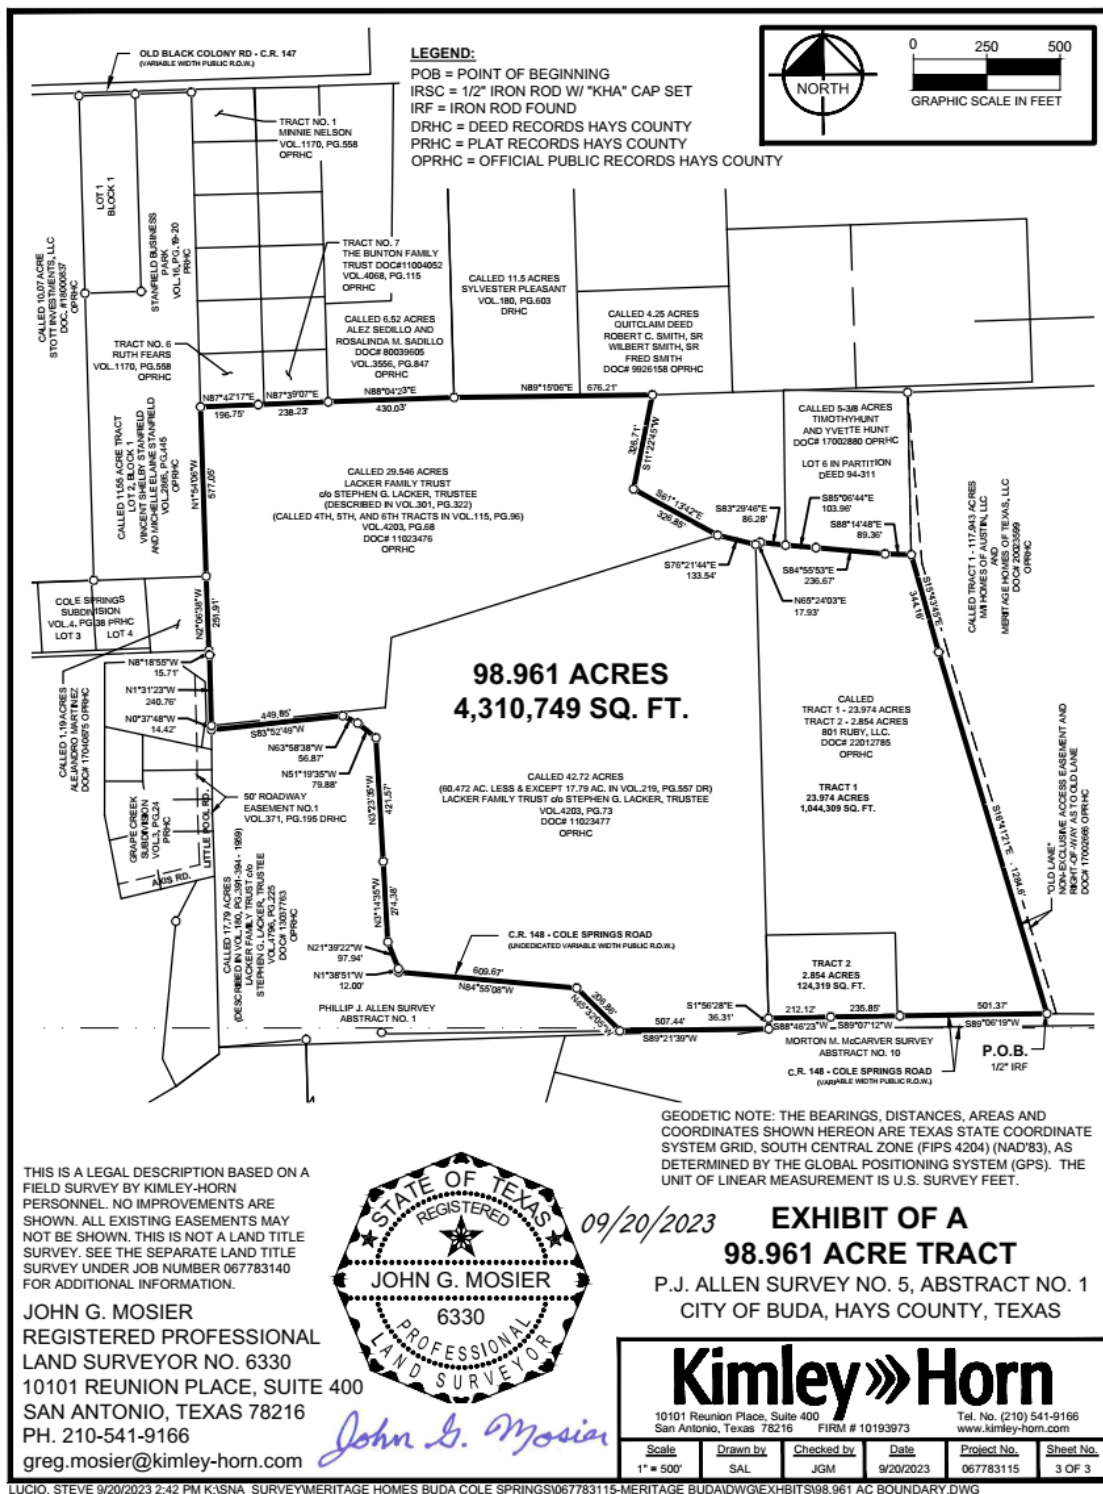 OLD BLACK COLONY RD - C.R. 147
(VARIABLE WIDTH PUBLIC R.O.W.)
LEGEND:
POB = POINT OF BEGINNING
IRSC = 1/2" IRON ROD W/ "KHA" CAP SET
IRF = IRON ROD FOUND
DRHC = DEED RECORDS HAYS COUNTY
PRHC = PLAT RECORDS HAYS COUNTY
OPRHC = OFFICIAL PUBLIC RECORDS HAYS COUNTY
NORTH
0 250 500
GRAPHIC SCALE IN FEET
TRACT NO. 1
MINNIE NELSON
VOL.1170, PG.558
OPRHC
LOT 1
BLOCK 1
STANFIELD BUSINESS
PARK
VOL.16, PG.19-20
PRHC
CALLED 10.07 ACRE
STOTT INVESTMENTS, LLC
DOC. #18000837
OPRHC
TRACT NO. 7
THE BUNTON FAMILY
TRUST DOC#11004052
VOL.4068, PG.115
OPRHC
CALLED 6.52 ACRES
ALEZ SEDILLO AND
ROSALINDA M. SADILLO
DOC# 80039605
VOL.3556, PG.847
OPRHC
CALLED 11.5 ACRES
SYLVESTER PLEASANT
VOL.180, PG.603
DRHC
CALLED 4.25 ACRES
QUITCLAIM DEED
ROBERT C. SMITH, SR
WILBERT SMITH, SR
FRED SMITH
DOC# 9926158 OPRHC
TRACT NO. 6
RUTH FEARS
VOL.1170, PG.558
OPRHC
N87°42'17"E
196.75'
N87°39'07"E
238.23'
N88°04'23"E
430.03'
N89°15'06"E 676.21'
CALLED 11.55 ACRE TRACT
LOT 2, BLOCK 1
VINCENT SHELBY STANFIELD
AND MICHELLE ELAINE STANFIELD
VOL.2886, PG.445
OPRHC
N1°54'06"W
577.05'
CALLED 29.546 ACRES
LACKER FAMILY TRUST
c/o STEPHEN G. LACKER, TRUSTEE
(DESCRIBED IN VOL.301, PG.322)
(CALLED 4TH, 5TH, AND 6TH TRACTS IN VOL.115, PG.96)
VOL.4203, PG.68
DOC# 11023476
OPRHC
S11°22'45"W
326.71'
S61°13'42"E
326.85'
CALLED 5-3/8 ACRES
TIMOTHYHUNT
AND YVETTE HUNT
DOC# 17002880 OPRHC
LOT 6 IN PARTITION
DEED 94-311
S83°29'46"E
86.28'
S85°06'44"E
103.96'
S88°14'48"E
89.36'
S76°21'44"E
133.54'
S84°55'53"E
236.67'
N65°24'03"E
17.93'
CALLED TRACT 1 - 117.943 ACRES
M/I HOMES OF AUSTIN, LLC
AND
MERITAGE HOMES OF TEXAS, LLC
DOC# 20023599
OPRHC
S15°43'45"E
344.16'
COLE SPRINGS
SUBDIVISION
VOL.4, PG.38 PRHC
LOT 3 LOT 4
N2°06'38"W
251.91'
N8°18'55"W
15.71'
N1°31'23"W
240.76'
N0°37'48"W
14.42'
CALLED 1.19 ACRES
ALEJANDRO MARTINEZ
DOC# 17040875 OPRHC
449.85'
S83°52'49"W
N63°58'38"W
56.87'
N51°19'35"W
79.88'
98.961 ACRES
4,310,749 SQ. FT.
CALLED
TRACT 1 - 23.974 ACRES
TRACT 2 - 2.854 ACRES
801 RUBY, LLC.
DOC# 22012785
OPRHC
TRACT 1
23.974 ACRES
1,044,309 SQ. FT.
CALLED 42.72 ACRES
(60.472 AC. LESS & EXCEPT 17.79 AC. IN VOL.219, PG.557 DR)
LACKER FAMILY TRUST c/o STEPHEN G. LACKER, TRUSTEE
VOL.4203, PG.73
DOC# 11023477
OPRHC
N3°23'35"W
421.57'
50' ROADWAY
EASEMENT NO.1
VOL.371, PG.195 DRHC
GRAPE CREEK
SUBDIVISION
VOL.3, PG.24
PRHC
LITTLE POOL RD.
AXIS RD.
S16°41'21"E - 1284.6'
"OLD LANE"
NON-EXCLUSIVE ACCESS EASEMENT AND
RIGHT-OF-WAY AS TO OLD LANE
DOC# 17002666 OPRHC
CALLED 17.79 ACRES
(DESCRIBED IN VOL.180, PG.391-394 - 1959)
LACKER FAMILY TRUST c/o
STEPHEN G. LACKER, TRUSTEE
VOL.4796, PG.225
DOC# 13037763
OPRHC
N3°14'35"W
274.38'
N21°39'22"W
97.94'
N1°38'51"W
12.00'
C.R. 148 - COLE SPRINGS ROAD
(UNDEDICATED VARIABLE WIDTH PUBLIC R.O.W.)
609.67'
N84°55'08"W
206.86'
N45°32'05"W
TRACT 2
2.854 ACRES
124,319 SQ. FT.
PHILLIP J. ALLEN SURVEY
ABSTRACT NO. 1
507.44'
S89°21'39"W
S1°56'28"E
36.31'
212.12'
S88°46'23"W
235.85'
S89°07'12"W
501.37'
S89°06'19"W
MORTON M. McCARVER SURVEY
ABSTRACT NO. 10
C.R. 148 - COLE SPRINGS ROAD
(VARIABLE WIDTH PUBLIC R.O.W.)
P.O.B.
1/2" IRF
GEODETIC NOTE: THE BEARINGS, DISTANCES, AREAS AND
COORDINATES SHOWN HEREON ARE TEXAS STATE COORDINATE
SYSTEM GRID, SOUTH CENTRAL ZONE (FIPS 4204) (NAD'83), AS
DETERMINED BY THE GLOBAL POSITIONING SYSTEM (GPS). THE
UNIT OF LINEAR MEASUREMENT IS U.S. SURVEY FEET.
THIS IS A LEGAL DESCRIPTION BASED ON A
FIELD SURVEY BY KIMLEY-HORN
PERSONNEL. NO IMPROVEMENTS ARE
SHOWN. ALL EXISTING EASEMENTS MAY
NOT BE SHOWN. THIS IS NOT A LAND TITLE
SURVEY. SEE THE SEPARATE LAND TITLE
SURVEY UNDER JOB NUMBER 067783140
FOR ADDITIONAL INFORMATION.
JOHN G. MOSIER
REGISTERED PROFESSIONAL
LAND SURVEYOR NO. 6330
10101 REUNION PLACE, SUITE 400
SAN ANTONIO, TEXAS 78216
PH. 210-541-9166
greg.mosier@kimley-horn.com
STATE OF TEXAS
REGISTERED
JOHN G. MOSIER
6330
PROFESSIONAL
LAND SURVEYOR
John G. Mosier
09/20/2023
EXHIBIT OF A
98.961 ACRE TRACT
P.J. ALLEN SURVEY NO. 5, ABSTRACT NO. 1
CITY OF BUDA, HAYS COUNTY, TEXAS
Kimley»Horn
10101 Reunion Place, Suite 400
San Antonio, Texas 78216 FIRM # 10193973
Tel. No. (210) 541-9166
www.kimley-horn.com
Scale Drawn by Checked by Date Project No. Sheet No.
1" = 500' SAL JGM 9/20/2023 067783115 3 OF 3
LUCIO, STEVE 9/20/2023 2:42 PM K:\SNA_SURVEY\MERITAGE HOMES BUDA COLE SPRINGS\067783115-MERITAGE BUDA\DWG\EXHBITS\98.961 AC BOUNDARY.DWG